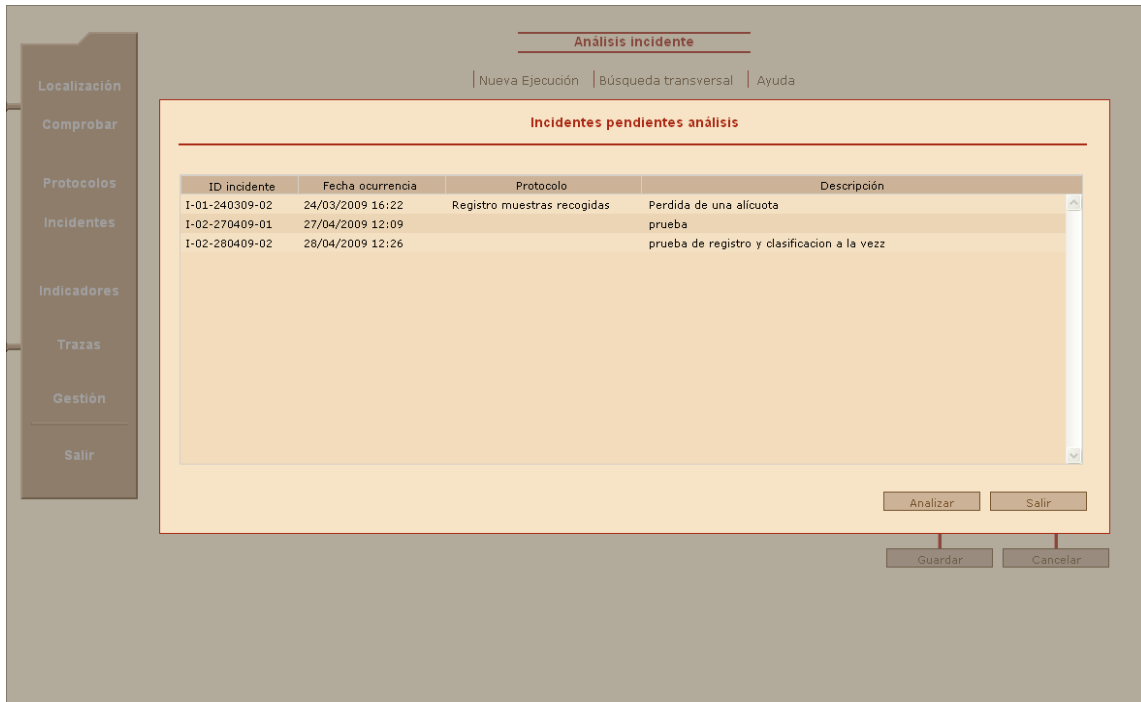 Análisis incidente
Nueva Ejecución Búsqueda transversal Ayuda
Localización
Comprobar
Protocolos
Incidentes
Indicadores
Trazas
Gestión
Salir
Incidentes pendientes análisis
ID incidente Fecha ocurrencia Protocolo Descripción
I-01-240309-02 24/03/2009 16:22 Registro muestras recogidas Perdida de una alícuota
I-02-270409-01 27/04/2009 12:09 prueba
I-02-280409-02 28/04/2009 12:26 prueba de registro y clasificacion a la vezz
Analizar Salir
Guardar Cancelar